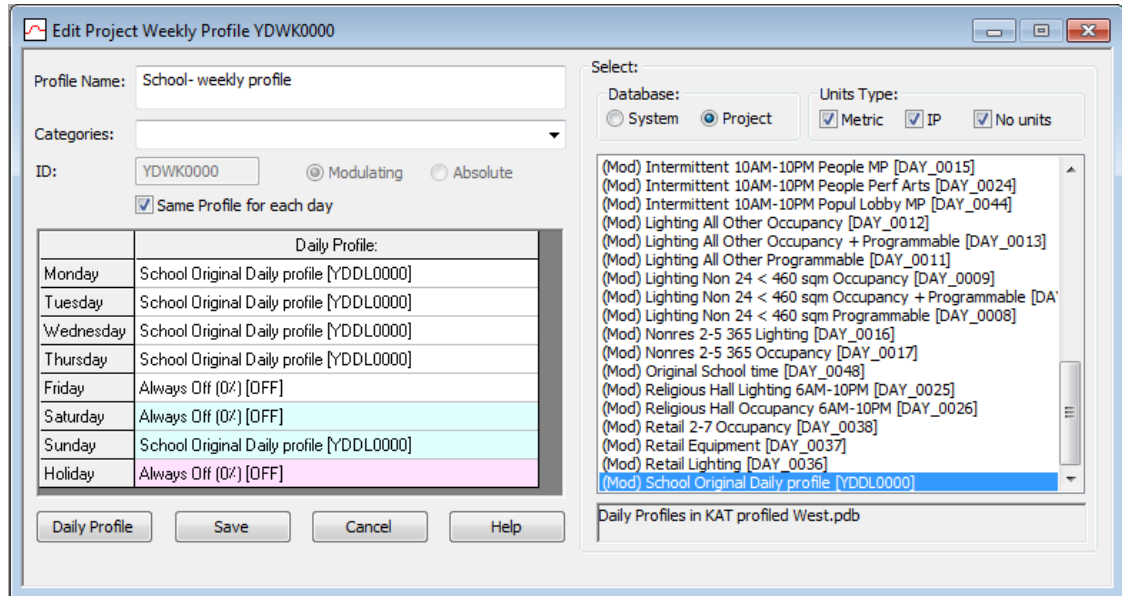 Edit Project Weekly Profile YDWK0000
Profile Name: School- weekly profile
Categories:
ID: YDWK0000 Modulating Absolute
Same Profile for each day
Daily Profile:
Monday School Original Daily profile [YDDL0000]
Tuesday School Original Daily profile [YDDL0000]
Wednesday School Original Daily profile [YDDL0000]
Thursday School Original Daily profile [YDDL0000]
Friday Always Off (0%) [OFF]
Saturday Always Off (0%) [OFF]
Sunday School Original Daily profile [YDDL0000]
Holiday Always Off (0%) [OFF]
Daily Profile Save Cancel Help
Select:
Database: Units Type:
System Project Metric IP No units
(Mod) Intermittent 10AM-10PM People MP [DAY_0015]
(Mod) Intermittent 10AM-10PM People Perf Arts [DAY_0024]
(Mod) Intermittent 10AM-10PM Popul Lobby MP [DAY_0044]
(Mod) Lighting All Other Occupancy [DAY_0012]
(Mod) Lighting All Other Occupancy + Programmable [DAY_0013]
(Mod) Lighting All Other Programmable [DAY_0011]
(Mod) Lighting Non 24 < 460 sqm Occupancy [DAY_0009]
(Mod) Lighting Non 24 < 460 sqm Occupancy + Programmable [DA
(Mod) Lighting Non 24 < 460 sqm Programmable [DAY_0008]
(Mod) Nonres 2-5 365 Lighting [DAY_0016]
(Mod) Nonres 2-5 365 Occupancy [DAY_0017]
(Mod) Original School time [DAY_0048]
(Mod) Religious Hall Lighting 6AM-10PM [DAY_0025]
(Mod) Religious Hall Occupancy 6AM-10PM [DAY_0026]
(Mod) Retail 2-7 Occupancy [DAY_0038]
(Mod) Retail Equipment [DAY_0037]
(Mod) Retail Lighting [DAY_0036]
(Mod) School Original Daily profile [YDDL0000]
Daily Profiles in KAT profiled West.pdb